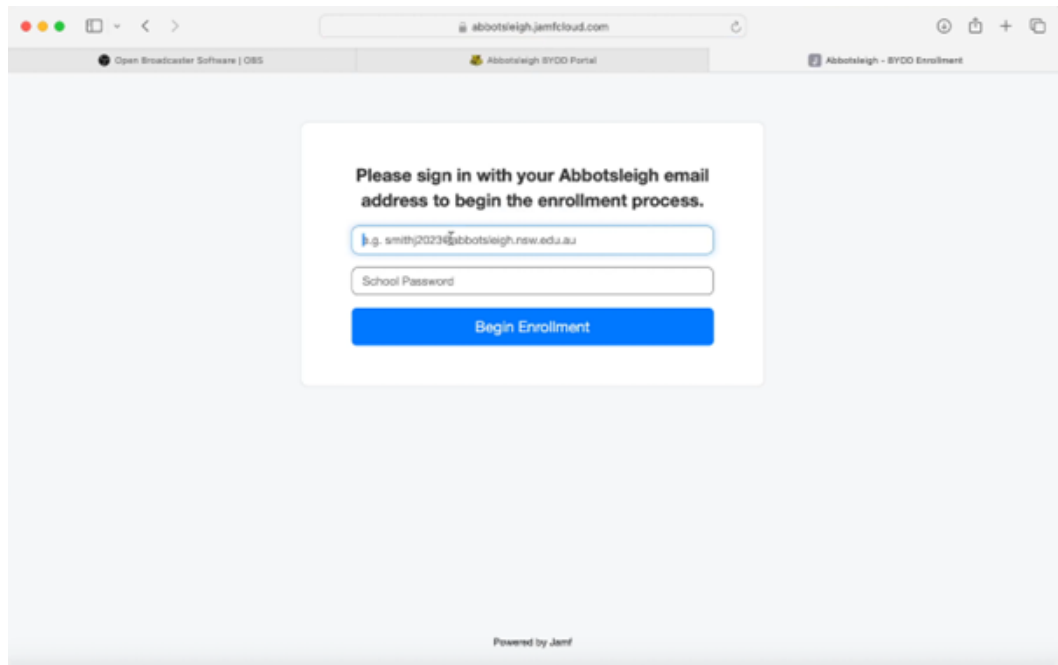 abbotsleigh.jamfcloud.com
Open Broadcaster Software | OBS
Abbotsleigh BYOD Portal
Abbotsleigh - BYOD Enrollment
Please sign in with your Abbotsleigh email
address to begin the enrollment process.
e.g. smithj2023@abbotsleigh.nsw.edu.au
School Password
Begin Enrollment
Powered by Jamf